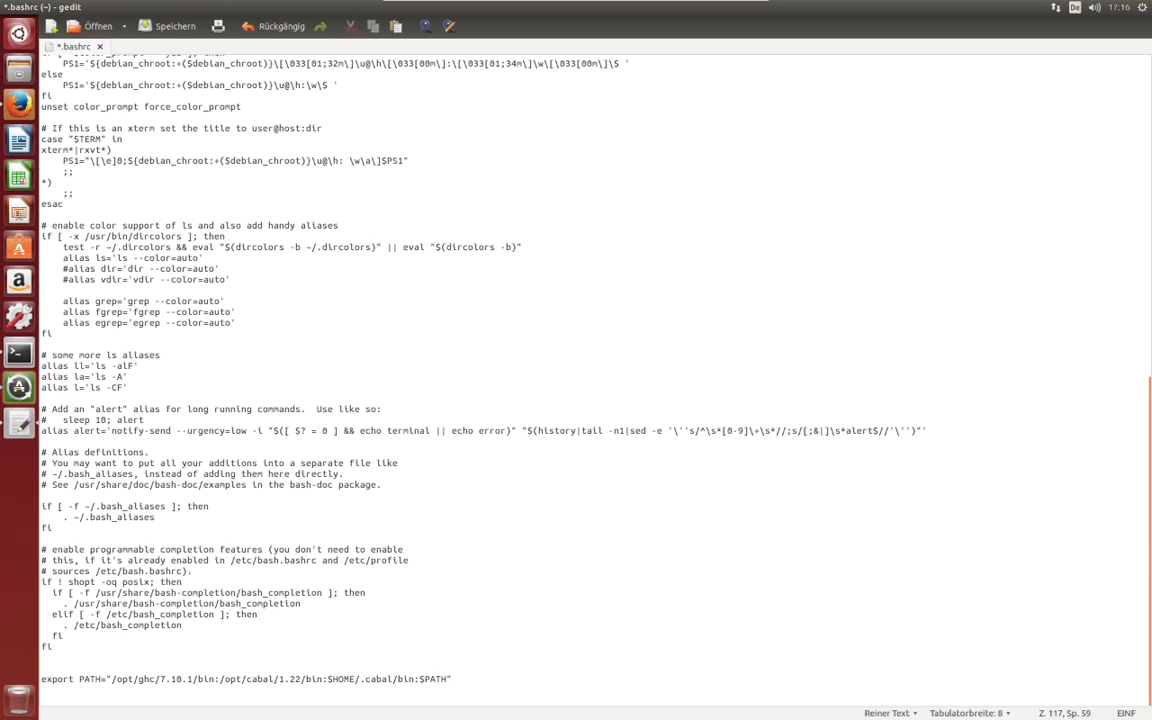 *.bashrc (~) - gedit
De
17:16
Öffnen
Speichern
Rückgängig
*.bashrc
PS1='${debian_chroot:+($debian_chroot)}\[\033[01;32m\]\u@\h\[\033[00m\]:\[\033[01;34m\]\w\[\033[00m\]\$ '
else
PS1='${debian_chroot:+($debian_chroot)}\u@\h:\w\$ '
fi
unset color_prompt force_color_prompt
# If this is an xterm set the title to user@host:dir
case "$TERM" in
xterm*|rxvt*)
PS1="\[\e]0;${debian_chroot:+($debian_chroot)}\u@\h: \w\a\]$PS1"
;;
*)
;;
esac
# enable color support of ls and also add handy aliases
if [ -x /usr/bin/dircolors ]; then
test -r ~/.dircolors && eval "$(dircolors -b ~/.dircolors)" || eval "$(dircolors -b)"
alias ls='ls --color=auto'
#alias dir='dir --color=auto'
#alias vdir='vdir --color=auto'
alias grep='grep --color=auto'
alias fgrep='fgrep --color=auto'
alias egrep='egrep --color=auto'
fi
# some more ls aliases
alias ll='ls -alF'
alias la='ls -A'
alias l='ls -CF'
# Add an "alert" alias for long running commands.  Use like so:
#   sleep 10; alert
alias alert='notify-send --urgency=low -i "$([ $? = 0 ] && echo terminal || echo error)" "$(history|tail -n1|sed -e '\''s/^\s*[0-9]\+\s*//;s/[;&|]\s*alert$//'\'')"'
# Alias definitions.
# You may want to put all your additions into a separate file like
# ~/.bash_aliases, instead of adding them here directly.
# See /usr/share/doc/bash-doc/examples in the bash-doc package.
if [ -f ~/.bash_aliases ]; then
. ~/.bash_aliases
fi
# enable programmable completion features (you don't need to enable
# this, if it's already enabled in /etc/bash.bashrc and /etc/profile
# sources /etc/bash.bashrc).
if ! shopt -oq posix; then
if [ -f /usr/share/bash-completion/bash_completion ]; then
. /usr/share/bash-completion/bash_completion
elif [ -f /etc/bash_completion ]; then
. /etc/bash_completion
fi
fi
export PATH="/opt/ghc/7.10.1/bin:/opt/cabal/1.22/bin:$HOME/.cabal/bin:$PATH"
Reiner Text
Tabulatorbreite: 8
Z. 117, Sp. 59
EINF